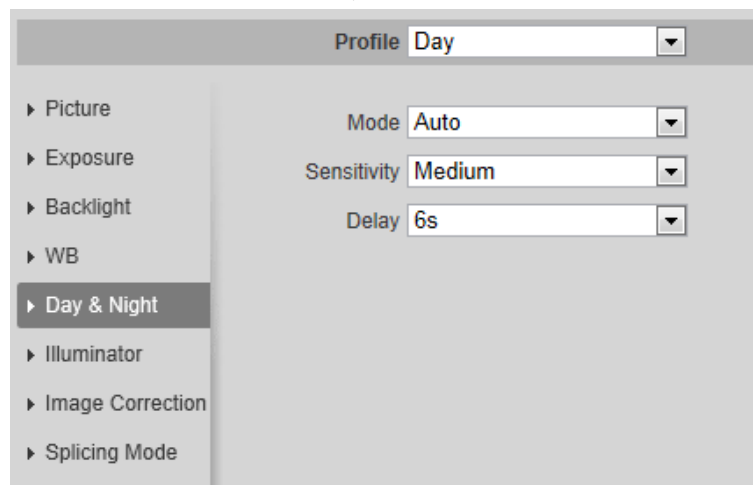 Profile Day
Picture
Mode Auto
Exposure
Sensitivity Medium
Backlight
Delay 6s
WB
Day & Night
Illuminator
Image Correction
Splicing Mode